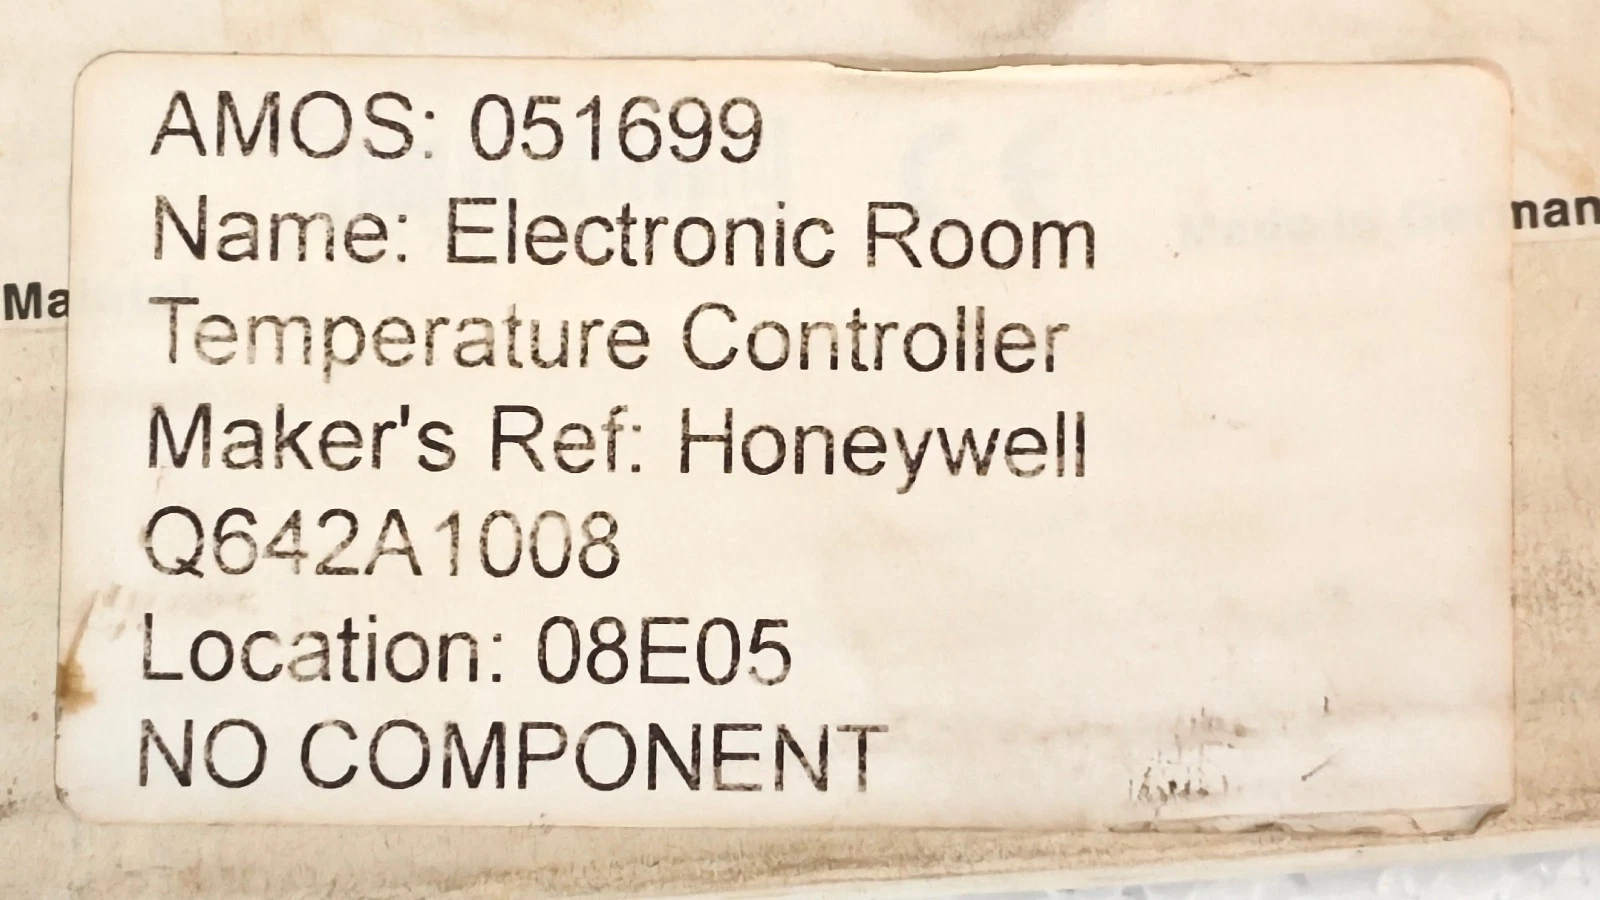 AMOS: 051699
Name: Electronic Room
Temperature Controller
Maker's Ref: Honeywell
Q642A1008
Location: 08E05
NO COMPONENT